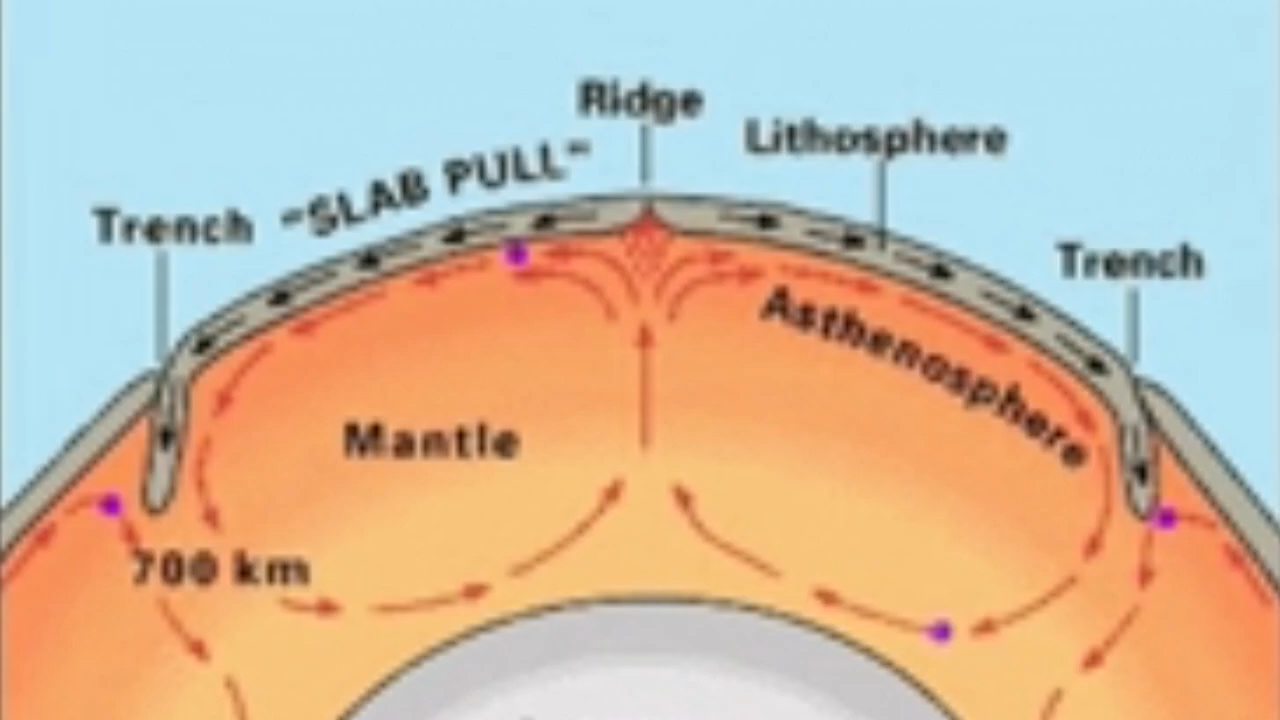 Ridge
Lithosphere
"SLAB PULL"
Trench
Trench
Asthenosphere
Mantle
700 km